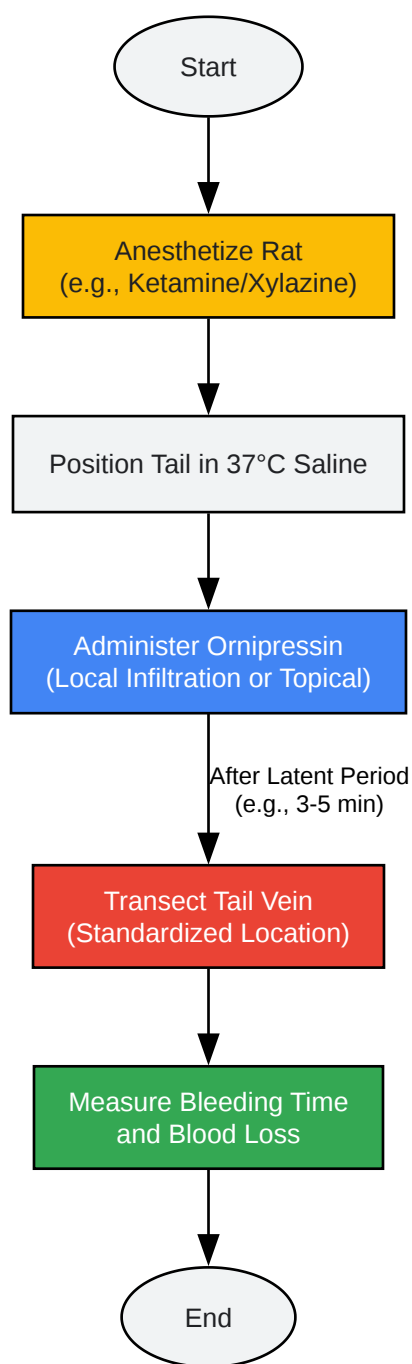 Start
Anesthetize Rat
(e.g., Ketamine/Xylazine)
Position Tail in 37°C Saline
Administer Ornipressin
(Local Infiltration or Topical)
After Latent Period
(e.g., 3-5 min)
Transect Tail Vein
(Standardized Location)
Measure Bleeding Time
and Blood Loss
End